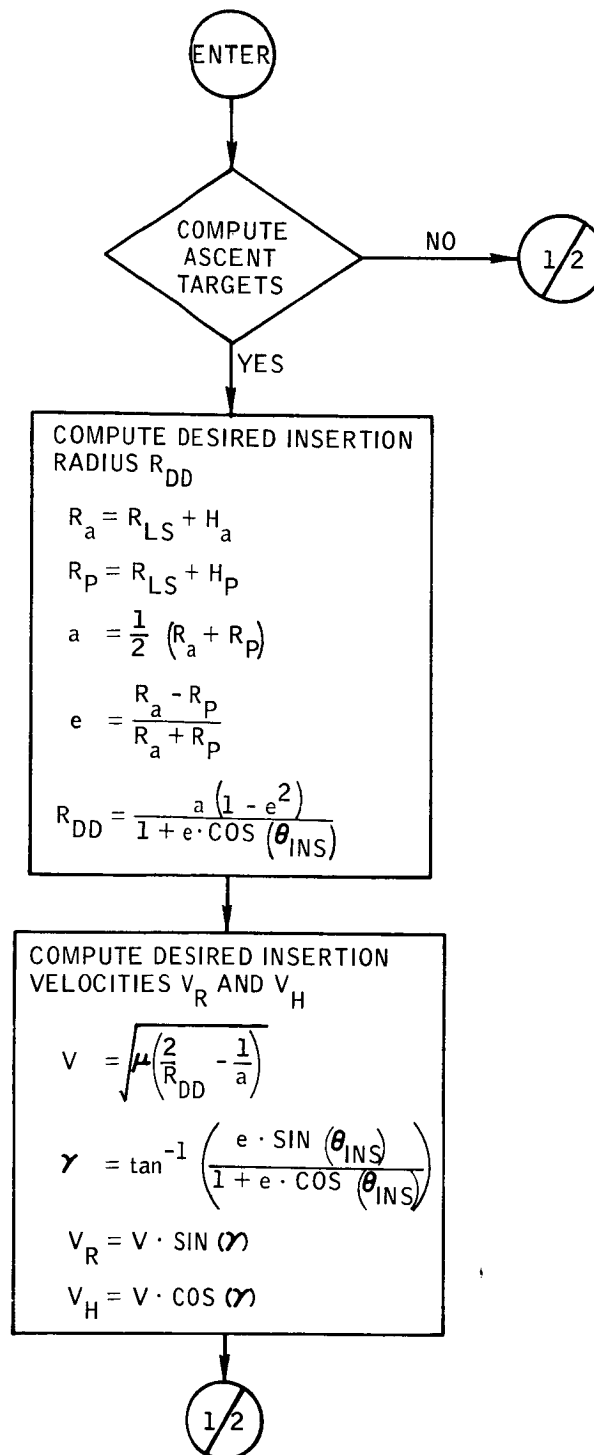 ENTER
COMPUTE
ASCENT
TARGETS
NO
1/2
YES
COMPUTE DESIRED INSERTION
RADIUS R_DD
R_a = R_LS + H_a
R_P = R_LS + H_P
a = 1/2 (R_a + R_P)
e = (R_a - R_P)/(R_a + R_P)
R_DD = a (1 - e^2)/(1 + e · COS (θ_INS))
COMPUTE DESIRED INSERTION
VELOCITIES V_R AND V_H
V = √(μ(2/R_DD - 1/a))
γ = tan^-1 (e · SIN (θ_INS)/(1 + e · COS (θ_INS)))
V_R = V · SIN (γ)
V_H = V · COS (γ)
1/2